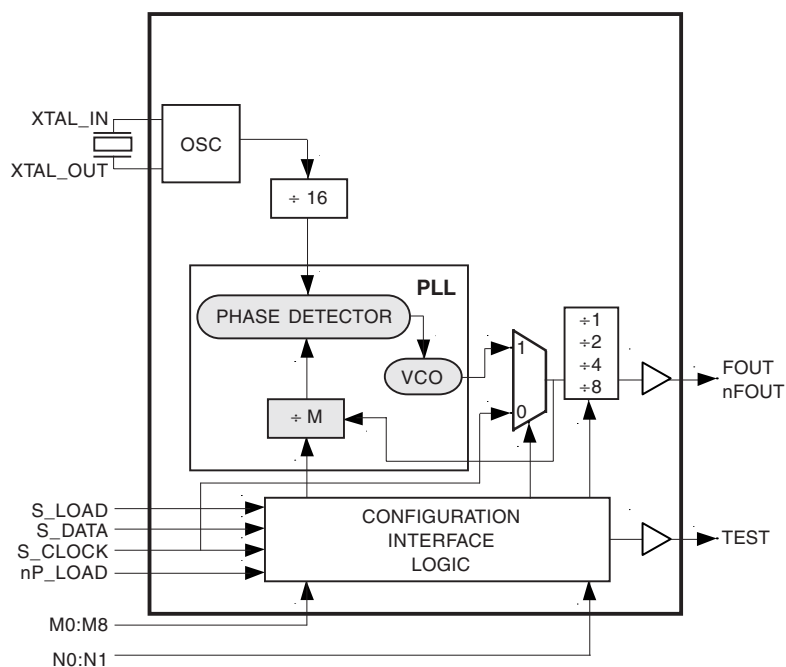 XTAL_IN
OSC
XTAL_OUT
÷ 16
PLL
PHASE DETECTOR
VCO
÷ M
1
0
÷1
÷2
÷4
÷8
FOUT
nFOUT
S_LOAD
S_DATA
S_CLOCK
nP_LOAD
CONFIGURATION
INTERFACE
LOGIC
TEST
M0:M8
N0:N1